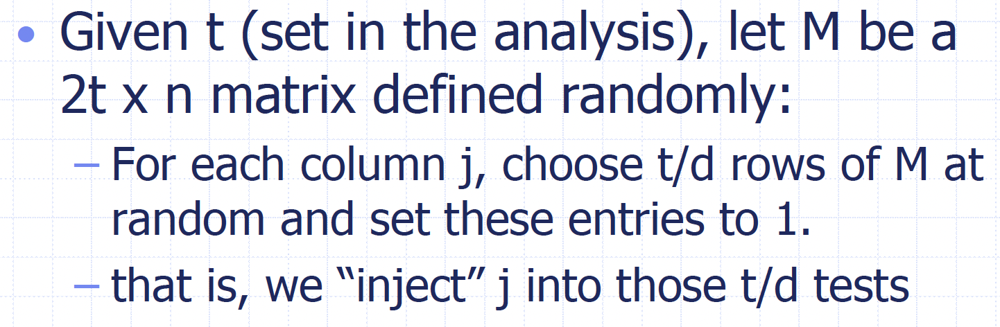 • Given t (set in the analysis), let M be a
2t x n matrix defined randomly:
– For each column j, choose t/d rows of M at
random and set these entries to 1.
– that is, we “inject” j into those t/d tests